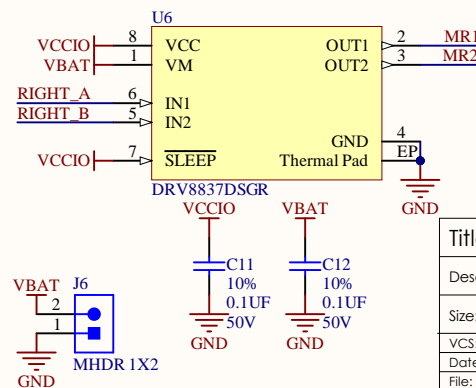 U6
VCCIO 8 VCC OUT1 2 MR1
VBAT 1 VM OUT2 3 MR2
RIGHT_A 6 IN1
RIGHT_B 5 IN2
GND 4
VCCIO 7 SLEEP Thermal Pad EP
DRV8837DSGR GND
VCCIO VBAT
C11 C12
10% 10%
0.1UF 0.1UF
50V 50V
GND GND
VBAT J6
2
1
GND MHDR 1X2
Titl
Desc
Size:
VCS
Date
File: